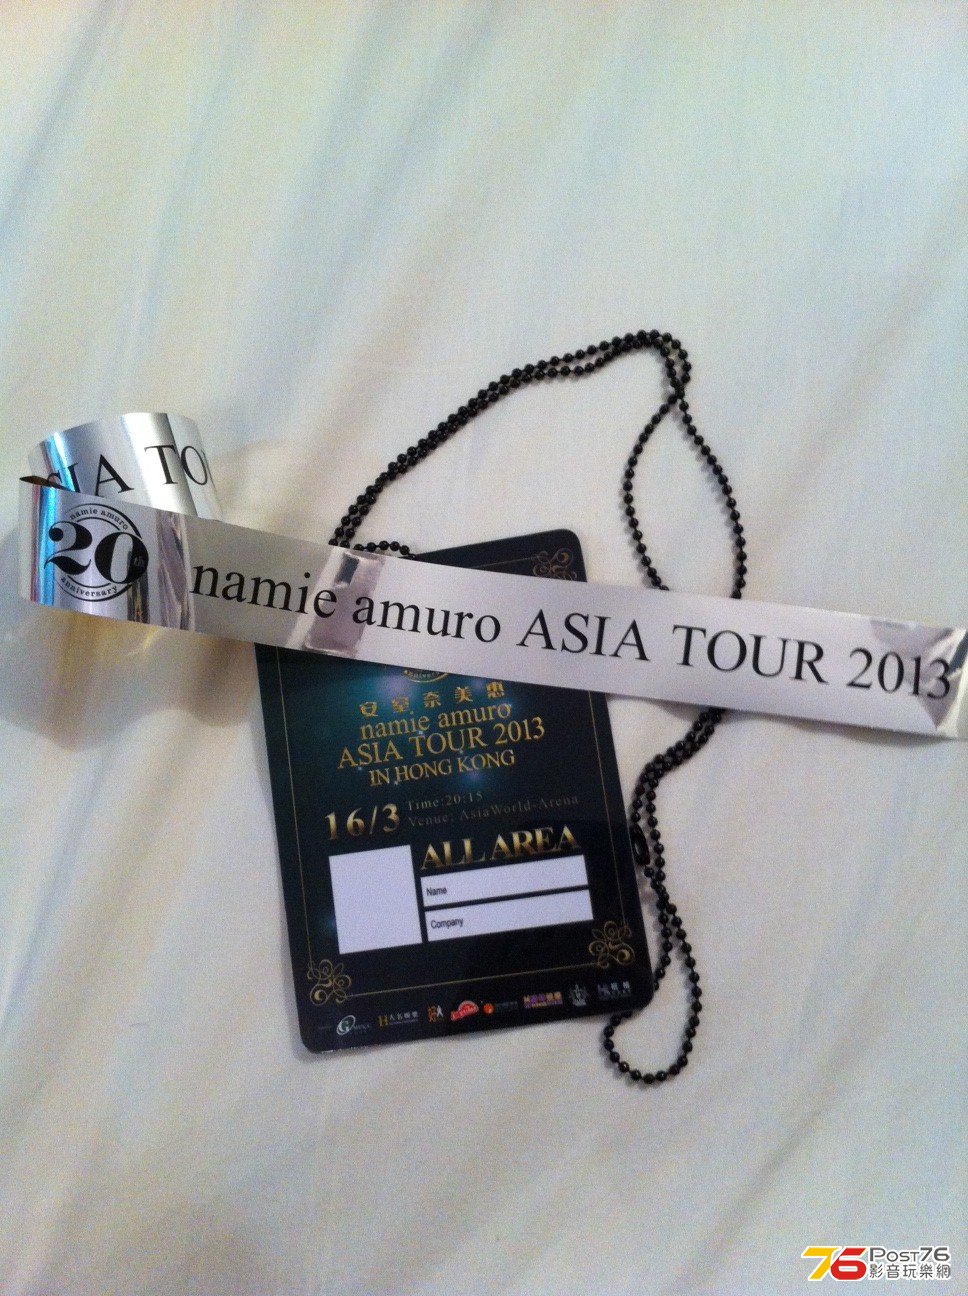 ASIA TO
namie amuro
20th
anniversary
namie amuro ASIA TOUR 2013
安室奈美惠
namie amuro
ASIA TOUR 2013
IN HONG KONG
16/3
Time:20:15
Venue: AsiaWorld-Arena
ALL AREA
Name
Company
POST76
影音玩樂網